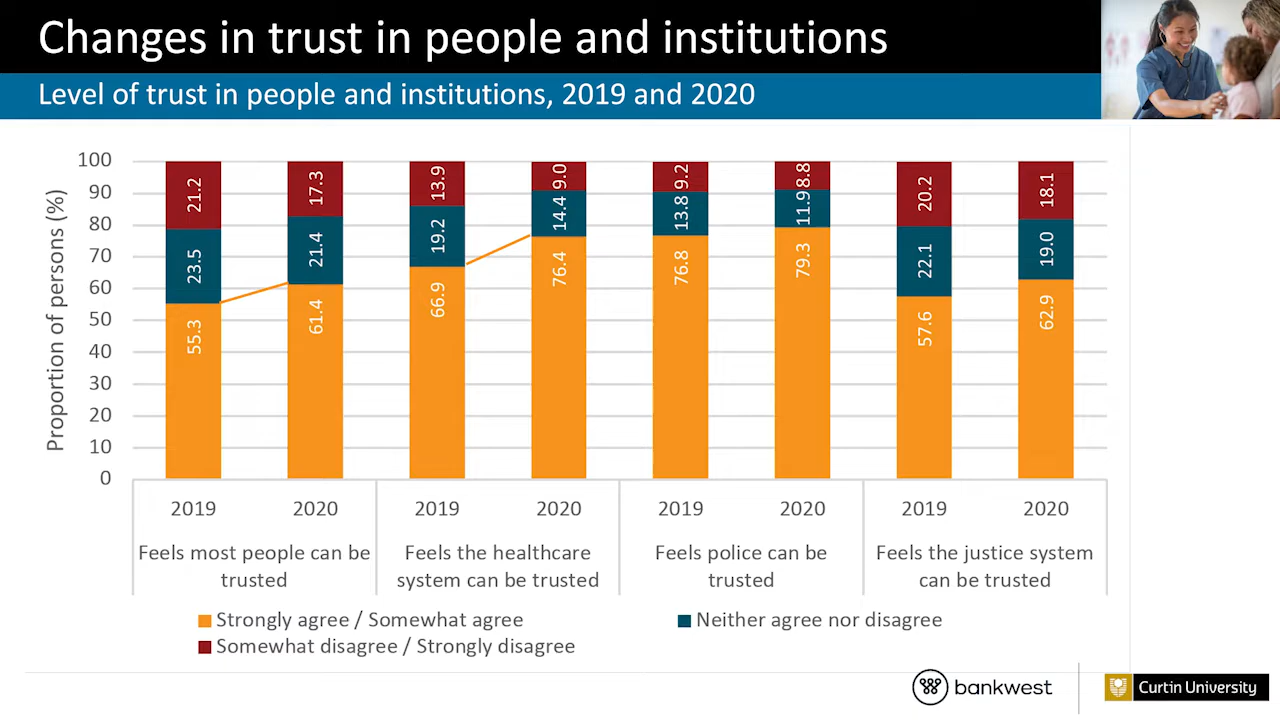 Changes in trust in people and institutions
Level of trust in people and institutions, 2019 and 2020
Proportion of persons (%)
100
90
80
70
60
50
40
30
20
10
0
21.2
23.5
55.3
17.3
21.4
61.4
13.9
19.2
66.9
9.0
14.4
76.4
9.2
13.8
76.8
8.8
11.9
79.3
20.2
22.1
57.6
18.1
19.0
62.9
2019 2020 2019 2020 2019 2020 2019 2020
Feels most people can be
trusted
Feels the healthcare
system can be trusted
Feels police can be
trusted
Feels the justice system
can be trusted
Strongly agree / Somewhat agree
Neither agree nor disagree
Somewhat disagree / Strongly disagree
bankwest
Curtin University